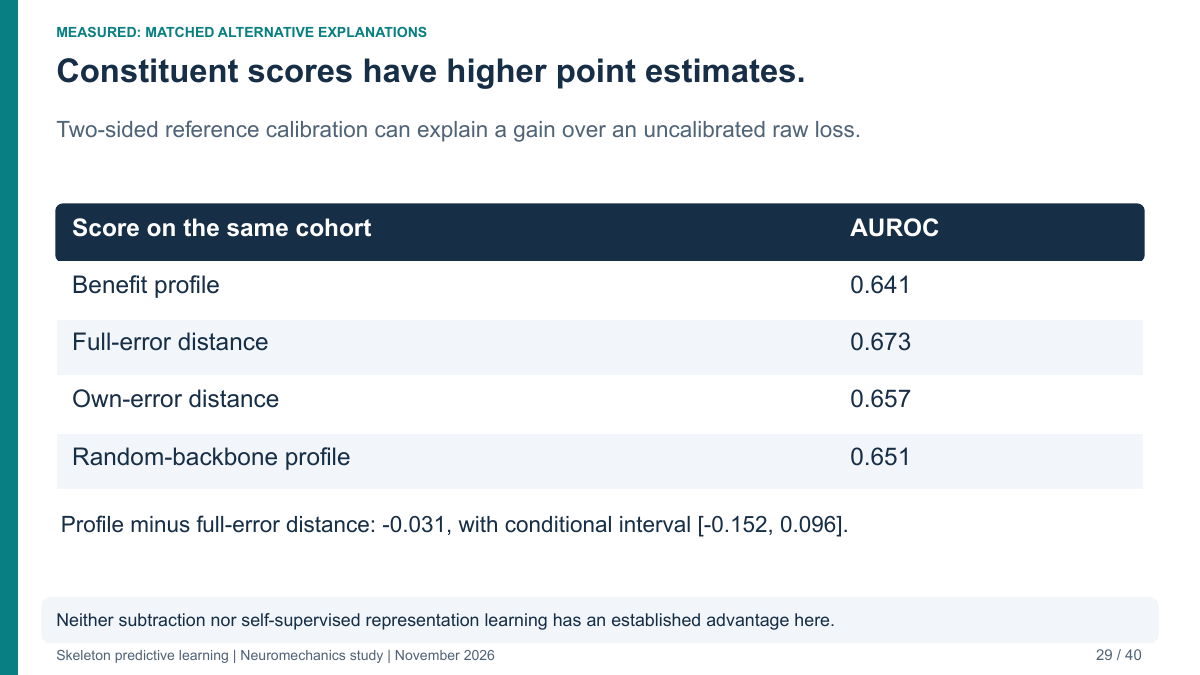 MEASURED: MATCHED ALTERNATIVE EXPLANATIONS
Constituent scores have higher point estimates.
Two-sided reference calibration can explain a gain over an uncalibrated raw loss.
Score on the same cohort AUROC
Benefit profile 0.641
Full-error distance 0.673
Own-error distance 0.657
Random-backbone profile 0.651
Profile minus full-error distance: -0.031, with conditional interval [-0.152, 0.096].
Neither subtraction nor self-supervised representation learning has an established advantage here.
Skeleton predictive learning | Neuromechanics study | November 2026 29 / 40